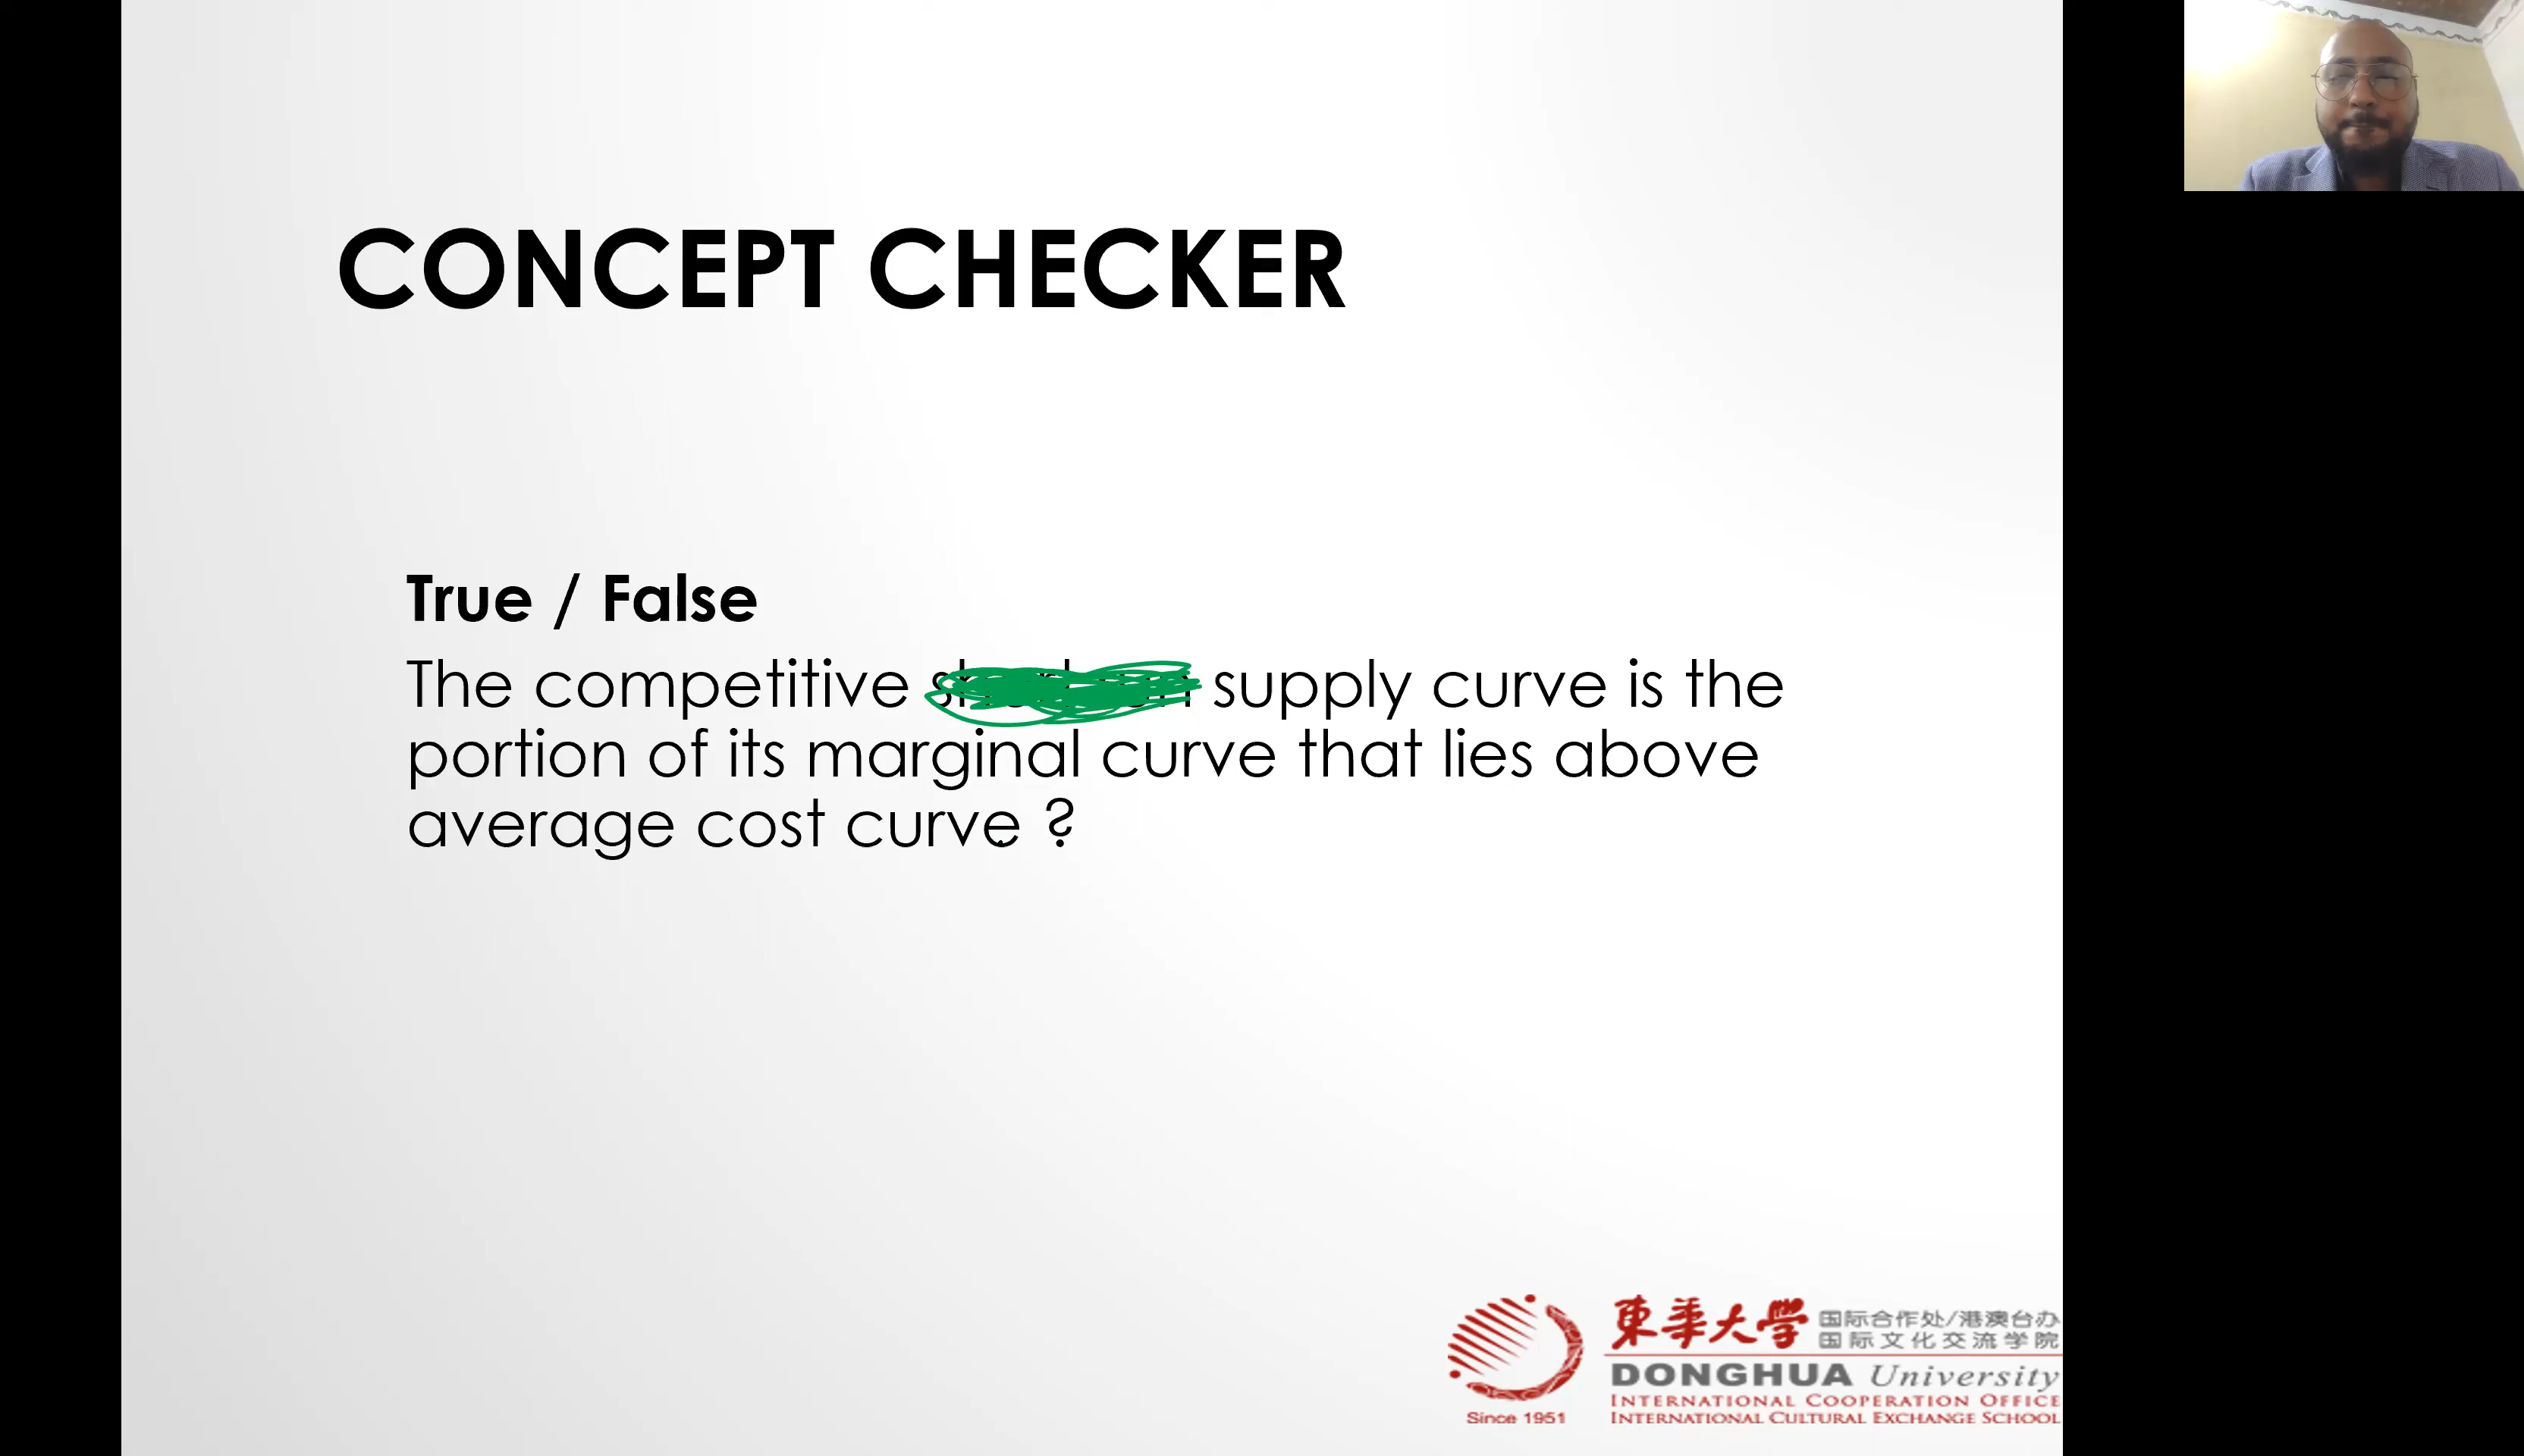 CONCEPT CHECKER
True / False
The competitive supply curve is the
portion of its marginal curve that lies above
average cost curve ?
東華大學 国际合作处/港澳台办
国际文化交流学院
DONGHUA University
INTERNATIONAL COOPERATION OFFICE
INTERNATIONAL CULTURAL EXCHANGE SCHOOL
Since 1951